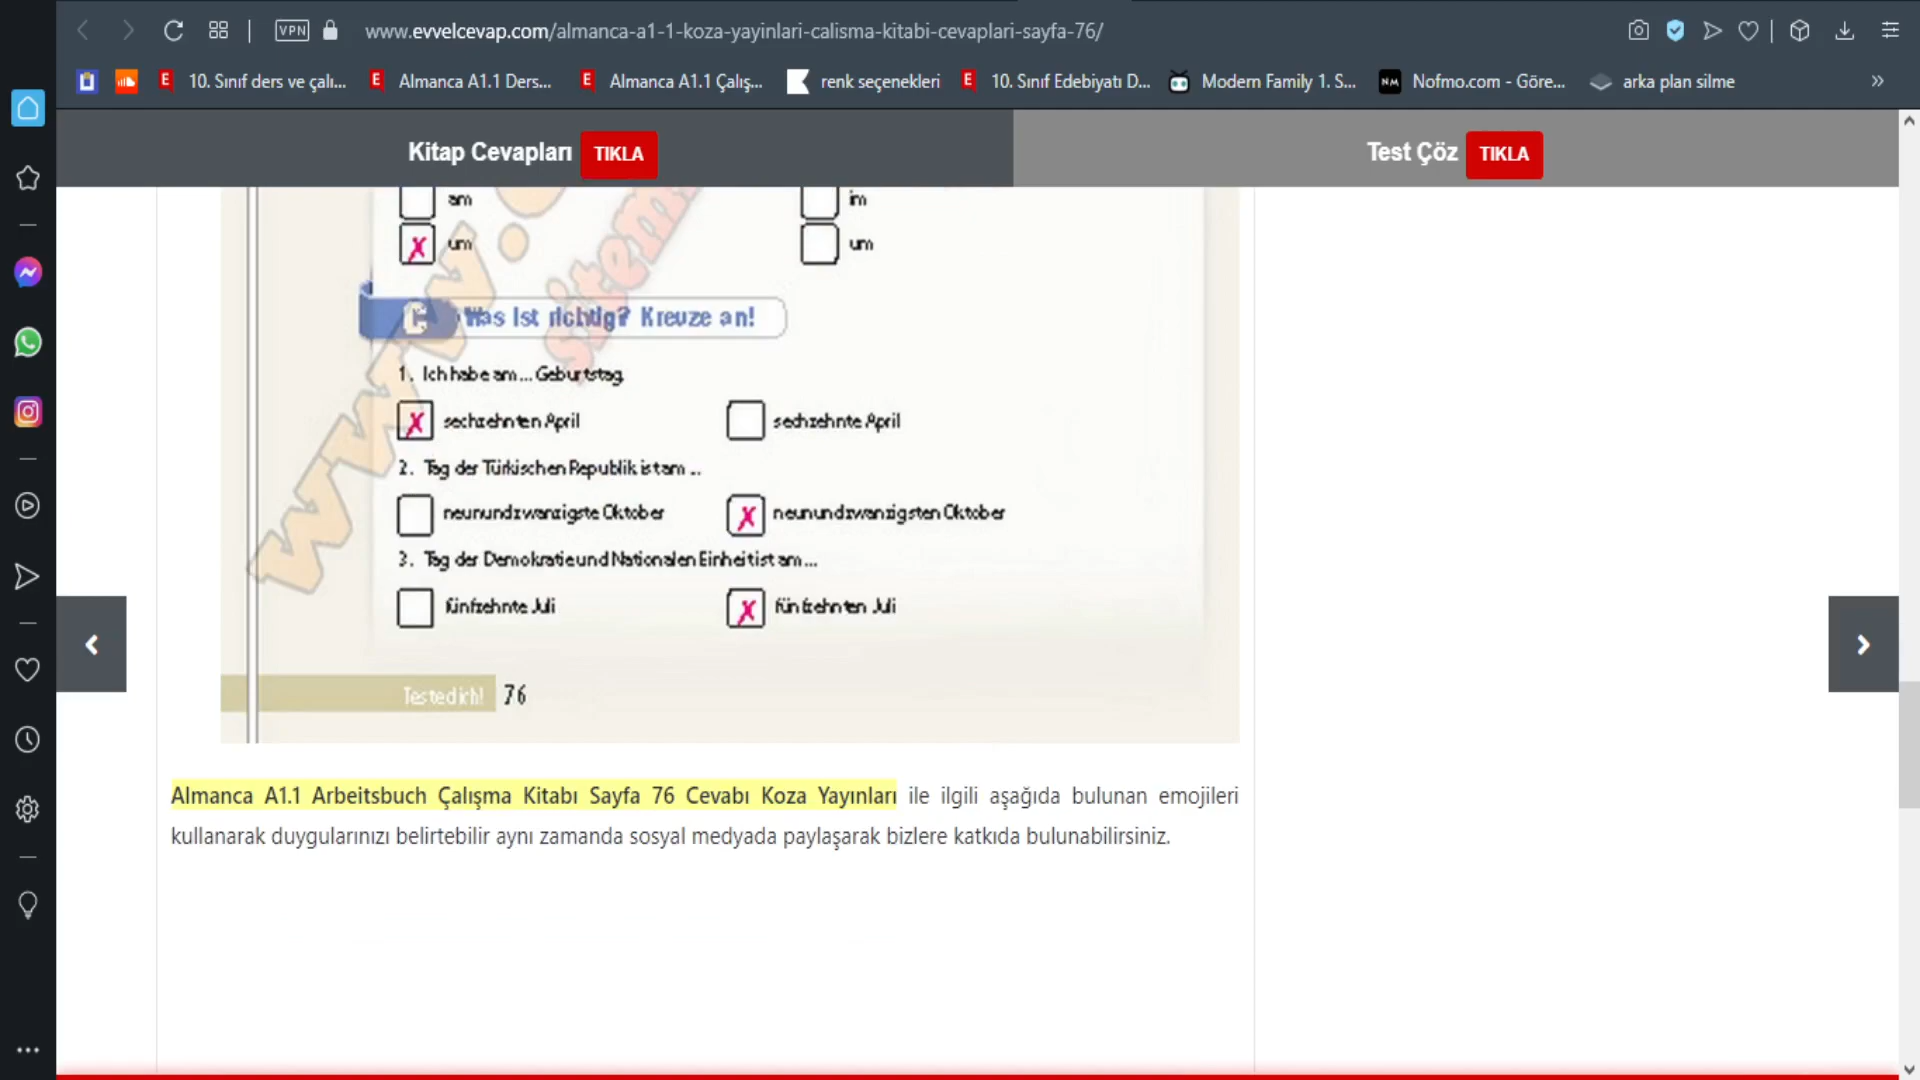 VPN
www.evvelcevap.com/almanca-a1-1-koza-yayinlari-calisma-kitabi-cevaplari-sayfa-76/
10. Sınıf ders ve çalı...
Almanca A1.1 Ders...
Almanca A1.1 Çalış...
renk seçenekleri
10. Sınıf Edebiyatı D...
Modern Family 1. S...
NM
Nofmo.com - Göre...
arka plan silme
Kitap Cevapları TIKLA
Test Çöz TIKLA
am
im
um
um
C Was ist richtig? Kreuze an!
1. Ich habe am ... Geburtstag.
sechzehnten April
sechzehnte April
2. Tag der Türkischen Republik ist am ...
neunundzwanzigste Oktober
neunundzwanzigsten Oktober
3. Tag der Demokratie und Nationalen Einheit ist am ...
fünfzehnte Juli
fünfzehnten Juli
Teste dich! 76
Almanca A1.1 Arbeitsbuch Çalışma Kitabı Sayfa 76 Cevabı Koza Yayınları ile ilgili aşağıda bulunan emojileri
kullanarak duygularınızı belirtebilir aynı zamanda sosyal medyada paylaşarak bizlere katkıda bulunabilirsiniz.